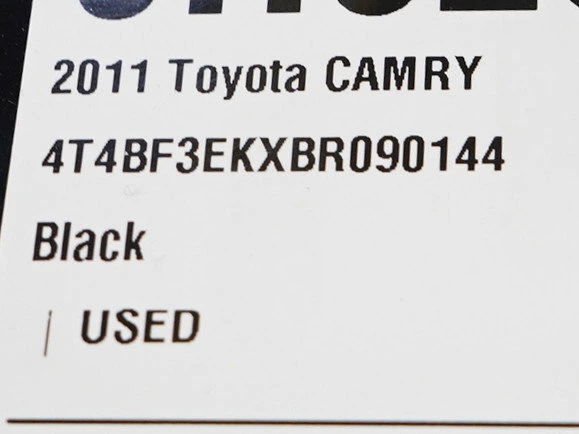 2011 Toyota CAMRY
4T4BF3EKXBR090144
Black
| USED